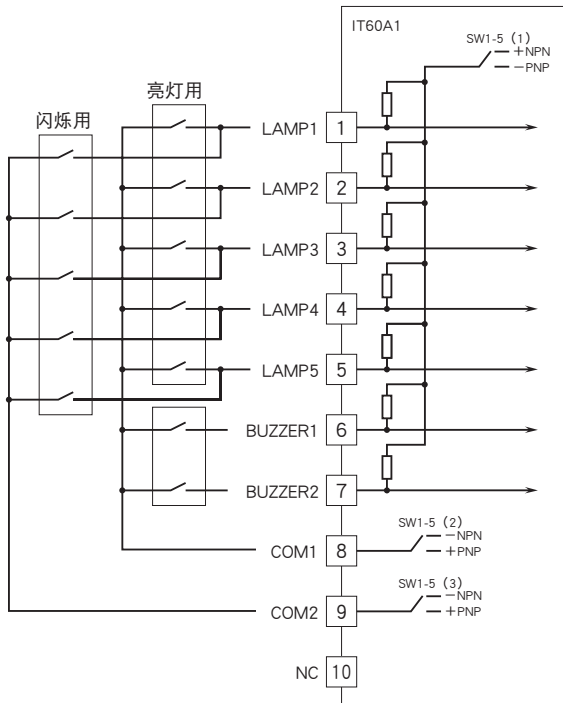 IT60A1
SW1-5 (1)
+NPN
-PNP
亮灯用
闪烁用
LAMP1 1
LAMP2 2
LAMP3 3
LAMP4 4
LAMP5 5
BUZZER1 6
BUZZER2 7
SW1-5 (2)
-NPN
+PNP
COM1 8
SW1-5 (3)
-NPN
+PNP
COM2 9
NC 10